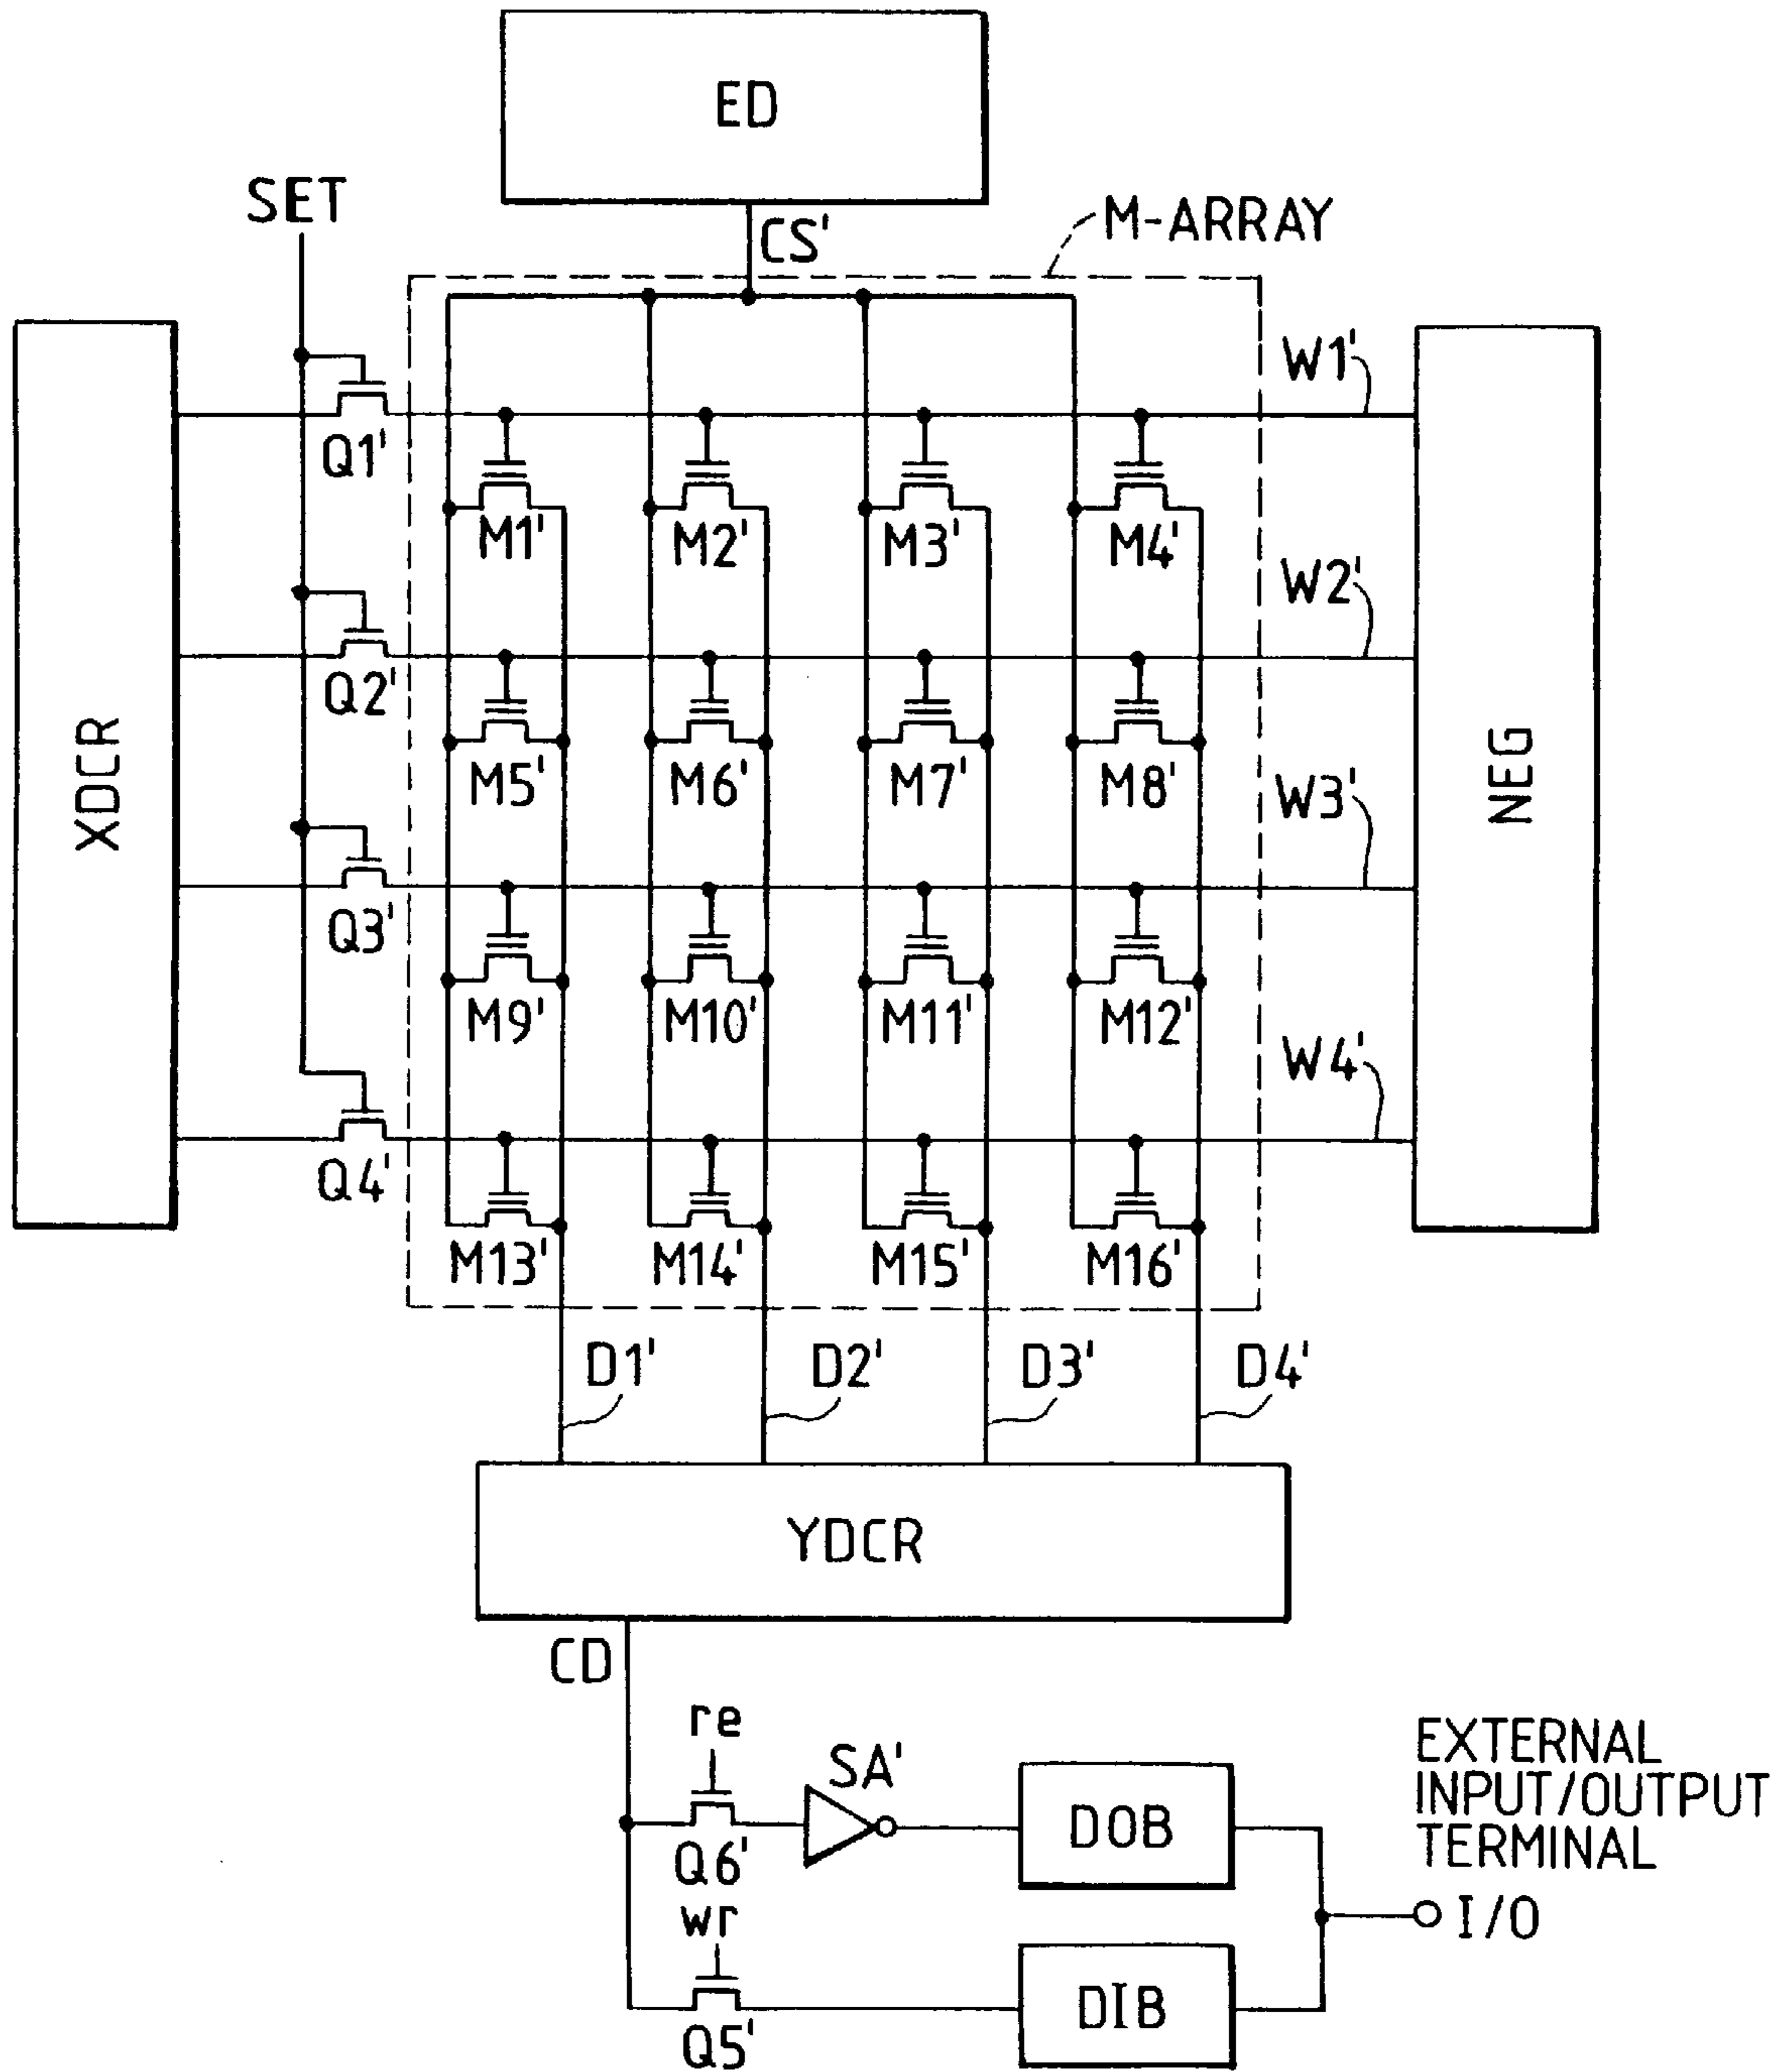 ED
SET
CS'
M-ARRAY
W1'
Q1'
M1' M2' M3' M4'
W2'
Q2'
XDCR
NEG
M5' M6' M7' M8'
W3'
Q3'
M9' M10' M11' M12'
W4'
Q4'
M13' M14' M15' M16'
D1' D2' D3' D4'
YDCR
CD
re
SA'
DOB
Q6'
EXTERNAL
INPUT/OUTPUT
TERMINAL
I/O
wr
DIB
Q5'